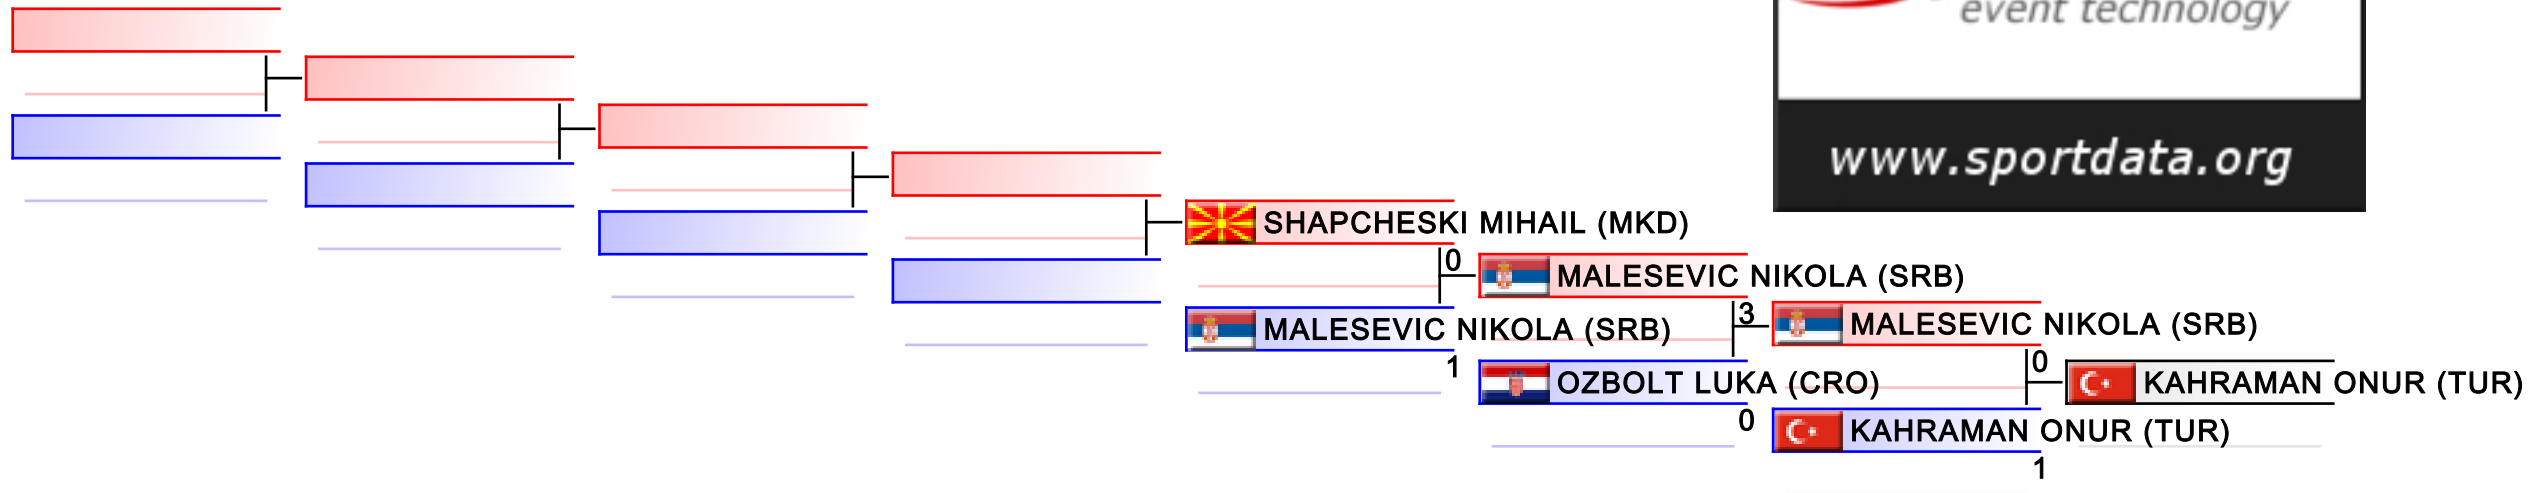 event technology
www.sportdata.org
SHAPCHESKI MIHAIL (MKD)
0
MALESEVIC NIKOLA (SRB)
MALESEVIC NIKOLA (SRB)
1
3
MALESEVIC NIKOLA (SRB)
OZBOLT LUKA (CRO)
0
0
KAHRAMAN ONUR (TUR)
KAHRAMAN ONUR (TUR)
1